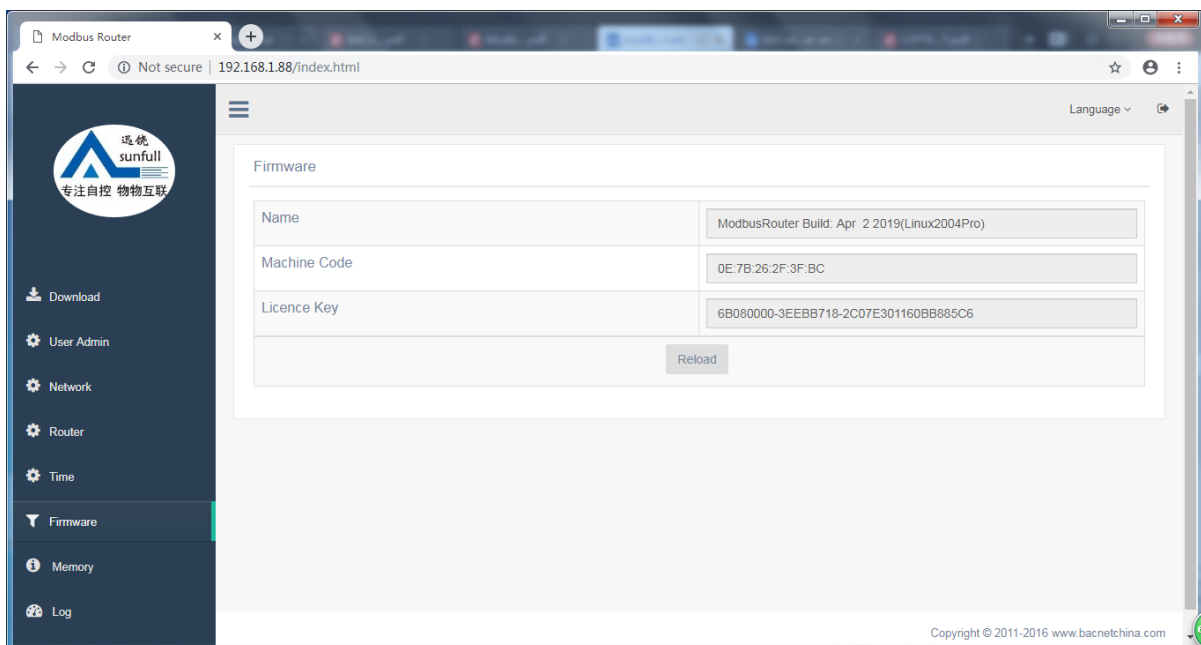 Modbus Router
Not secure | 192.168.1.88/index.html
迅饶
sunfull
专注自控 物物互联
Language
Download
User Admin
Network
Router
Time
Firmware
Memory
Log
Firmware
Name
ModbusRouter Build: Apr 2 2019(Linux2004Pro)
Machine Code
0E:7B:26:2F:3F:BC
Licence Key
6B080000-3EEBB718-2C07E301160BB885C6
Reload
Copyright © 2011-2016 www.bacnetchina.com